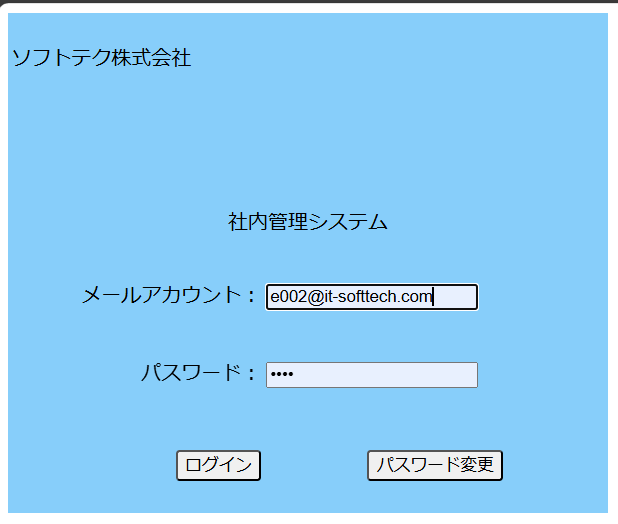 ソフトテク株式会社
社内管理システム
メールアカウント： e002@it-softtech.com
パスワード： ••••
ログイン パスワード変更